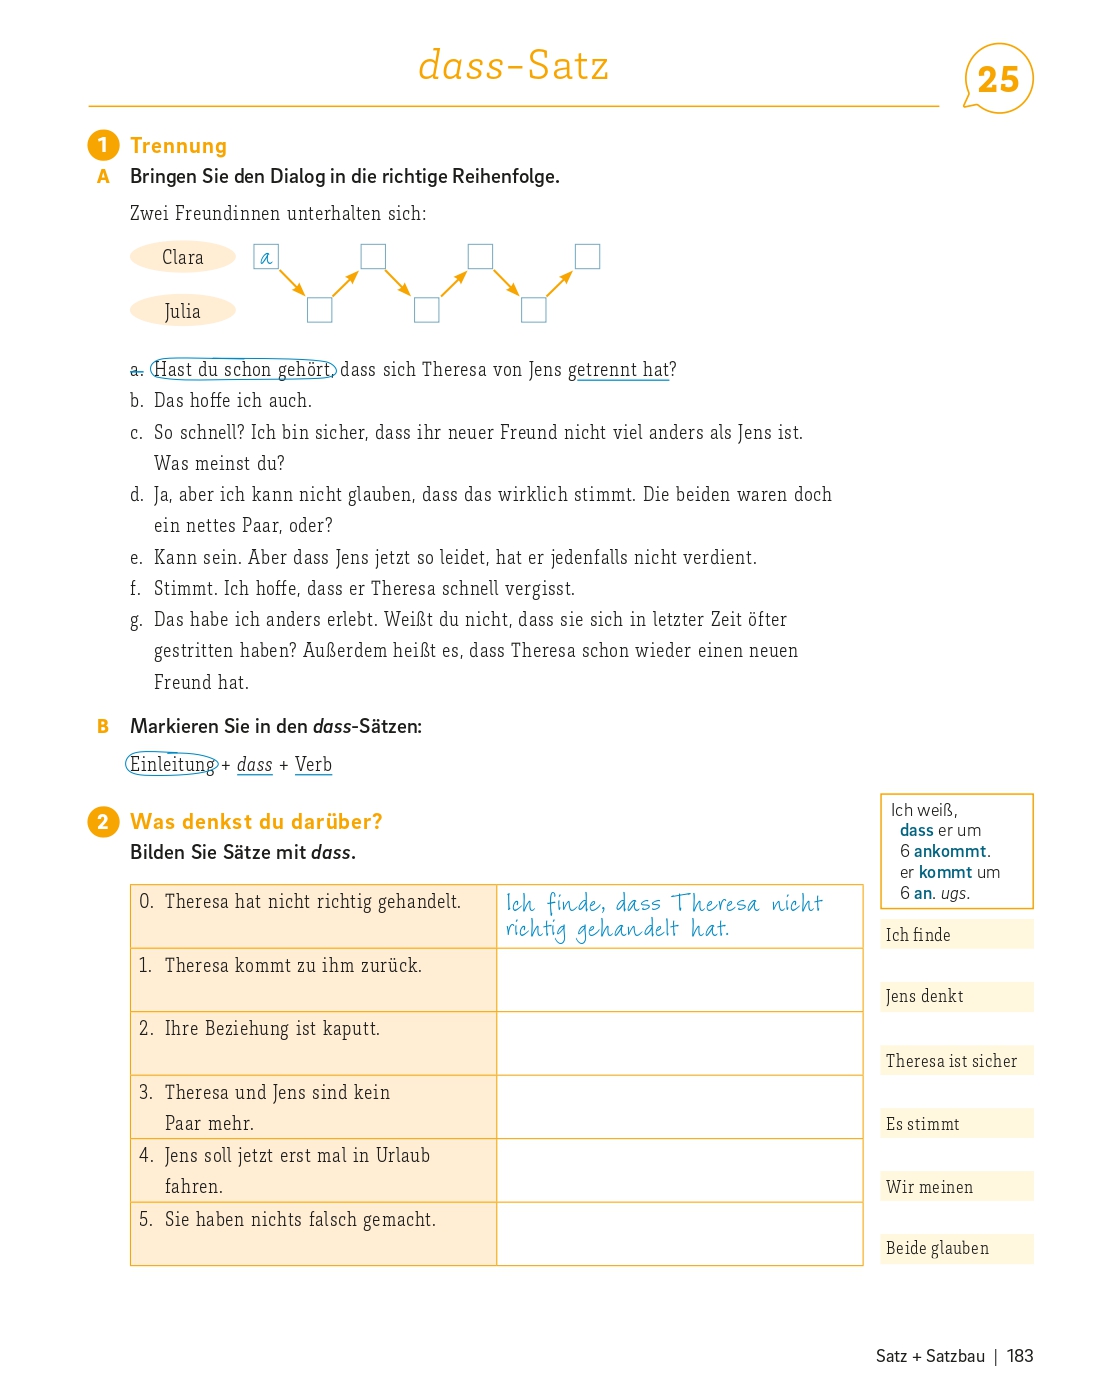 dass-Satz
25
1 Trennung
A Bringen Sie den Dialog in die richtige Reihenfolge.
Zwei Freundinnen unterhalten sich:
Clara a
Julia
a. Hast du schon gehört, dass sich Theresa von Jens getrennt hat?
b. Das hoffe ich auch.
c. So schnell? Ich bin sicher, dass ihr neuer Freund nicht viel anders als Jens ist.
Was meinst du?
d. Ja, aber ich kann nicht glauben, dass das wirklich stimmt. Die beiden waren doch
ein nettes Paar, oder?
e. Kann sein. Aber dass Jens jetzt so leidet, hat er jedenfalls nicht verdient.
f. Stimmt. Ich hoffe, dass er Theresa schnell vergisst.
g. Das habe ich anders erlebt. Weißt du nicht, dass sie sich in letzter Zeit öfter
gestritten haben? Außerdem heißt es, dass Theresa schon wieder einen neuen
Freund hat.
B Markieren Sie in den dass-Sätzen:
Einleitung + dass + Verb
2 Was denkst du darüber?
Bilden Sie Sätze mit dass.
Ich weiß,
dass er um
6 ankommt.
er kommt um
6 an. ugs.
0. Theresa hat nicht richtig gehandelt.
Ich finde, dass Theresa nicht
richtig gehandelt hat.
Ich finde
1. Theresa kommt zu ihm zurück.
Jens denkt
2. Ihre Beziehung ist kaputt.
Theresa ist sicher
3. Theresa und Jens sind kein
Paar mehr.
Es stimmt
4. Jens soll jetzt erst mal in Urlaub
fahren.
Wir meinen
5. Sie haben nichts falsch gemacht.
Beide glauben
Satz + Satzbau | 183